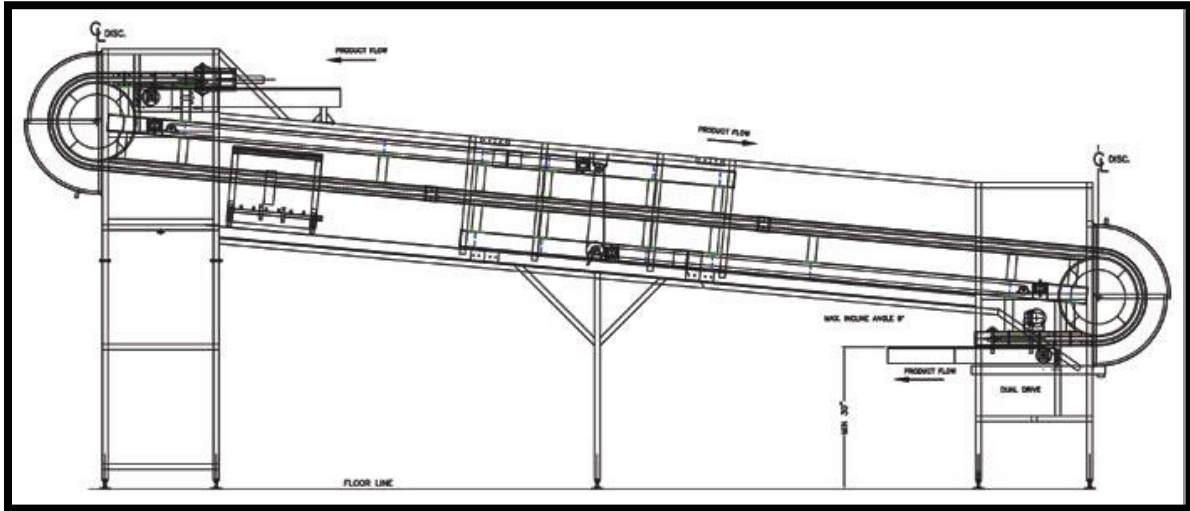 ℄ DISC.
PRODUCT FLOW
PRODUCT FLOW
℄ DISC.
MAX. INCLINE ANGLE 8°
PRODUCT FLOW
DUAL DRIVE
MIN 30"
FLOOR LINE